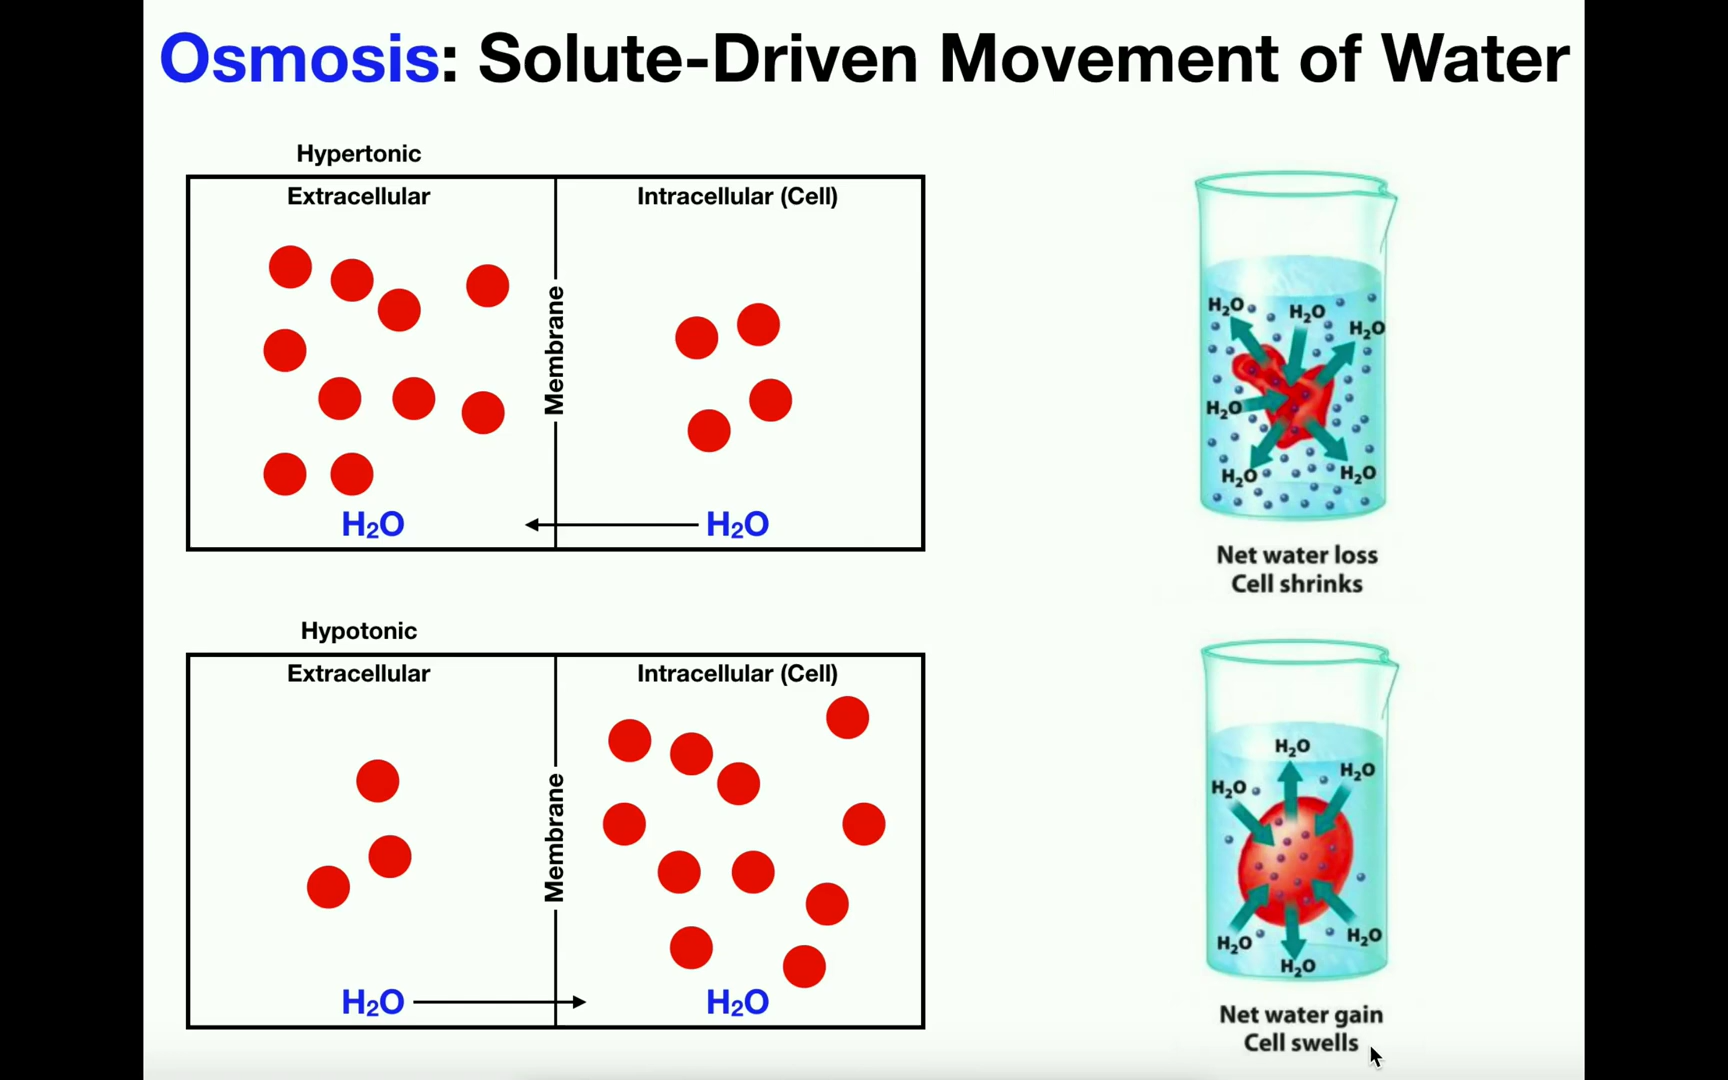 Osmosis: Solute-Driven Movement of Water
Hypertonic
Extracellular
Intracellular (Cell)
Membrane
H₂O
H₂O
H₂O
H₂O
H₂O
H₂O
H₂O
H₂O
Net water loss
Cell shrinks
Hypotonic
Extracellular
Intracellular (Cell)
Membrane
H₂O
H₂O
H₂O
H₂O
H₂O
H₂O
H₂O
H₂O
Net water gain
Cell swells